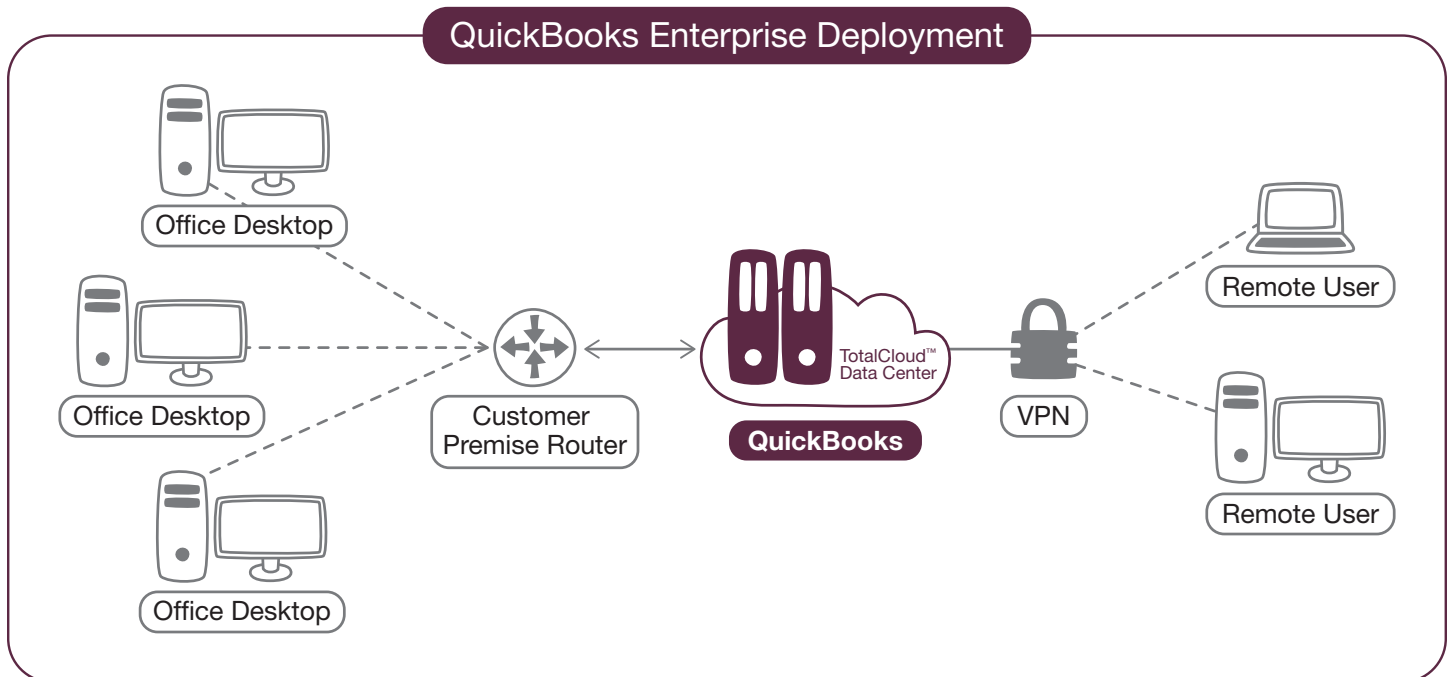 QuickBooks Enterprise Deployment
Office Desktop
Office Desktop
Office Desktop
Customer
Premise Router
TotalCloud™
Data Center
QuickBooks
VPN
Remote User
Remote User